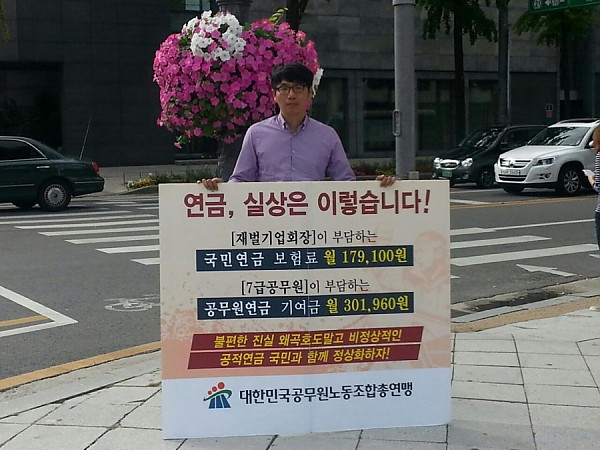 연금, 실상은 이렇습니다!
[재벌기업회장]이 부담하는
국민연금 보험료 월 179,100원
[7급공무원]이 부담하는
공무원연금 기여금 월 301,960원
불편한 진실 왜곡호도말고 비정상적인
공적연금 국민과 함께 정상화하자!
대한민국공무원노동조합총연맹